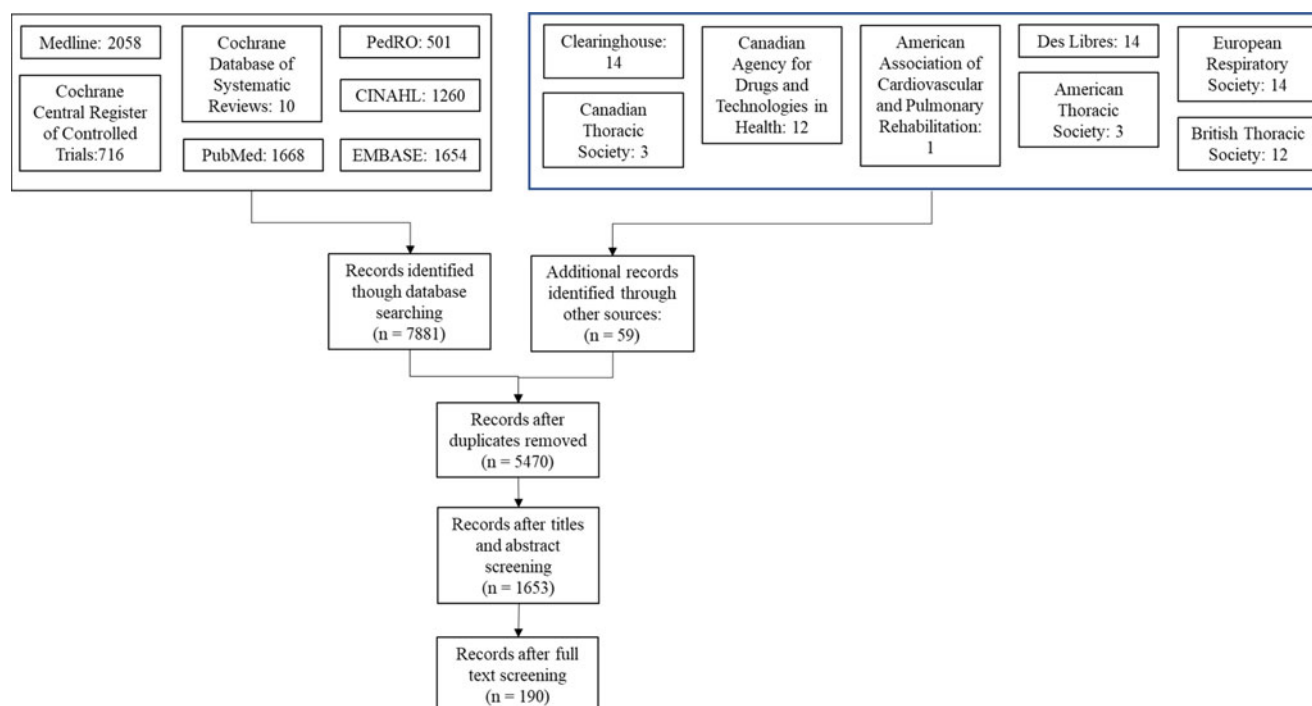 Medline: 2058
Cochrane
Central Register
of Controlled
Trials:716
Cochrane
Database of
Systematic
Reviews: 10
PubMed: 1668
PedRO: 501
CINAHL: 1260
EMBASE: 1654
Clearinghouse:
14
Canadian
Thoracic
Society: 3
Canadian
Agency for
Drugs and
Technologies in
Health: 12
American
Association of
Cardiovascular
and Pulmonary
Rehabilitation:
1
Des Libres: 14
American
Thoracic
Society: 3
European
Respiratory
Society: 14
British Thoracic
Society: 12
Records identified
though database
searching
(n = 7881)
Additional records
identified through
other sources:
(n = 59)
Records after
duplicates removed
(n = 5470)
Records after titles
and abstract
screening
(n = 1653)
Records after full
text screening
(n = 190)